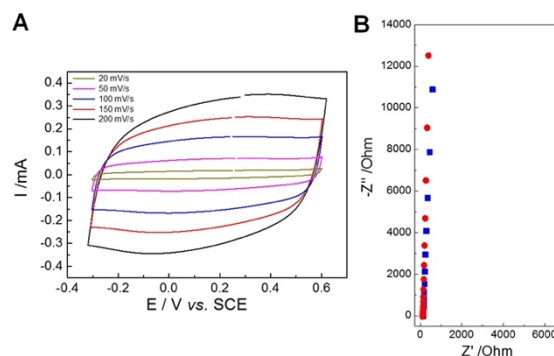 A
0.4
0.3
0.2
0.1
0.0
-0.1
-0.2
-0.3
-0.4
I /mA
20 mV/s
50 mV/s
100 mV/s
150 mV/s
200 mV/s
-0.4 -0.2 0.0 0.2 0.4 0.6
E / V vs. SCE
B
14000
12000
10000
8000
6000
4000
2000
0
-Z'' /Ohm
0 2000 4000 6000
Z' /Ohm